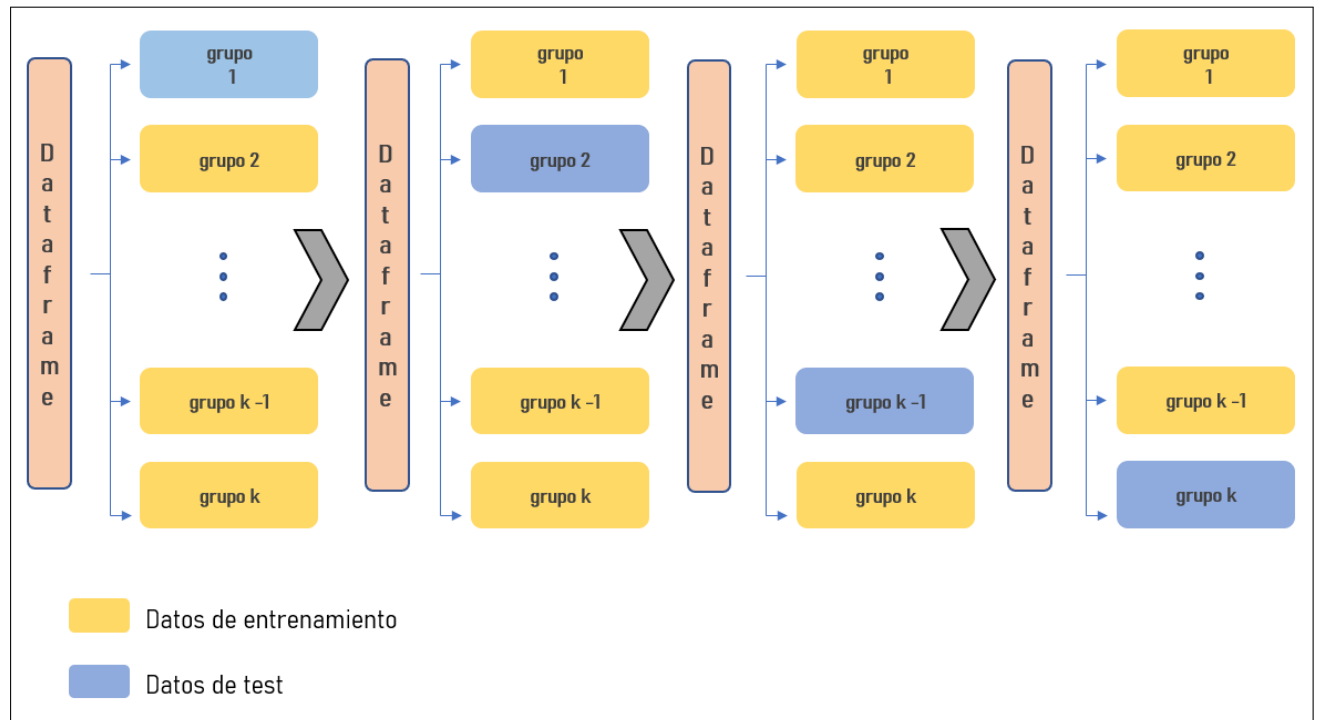 Dataframe
grupo
1
grupo 2
grupo k -1
grupo k
Dataframe
grupo
1
grupo 2
grupo k -1
grupo k
Dataframe
grupo
1
grupo 2
grupo k -1
grupo k
Dataframe
grupo
1
grupo 2
grupo k -1
grupo k
Datos de entrenamiento
Datos de test